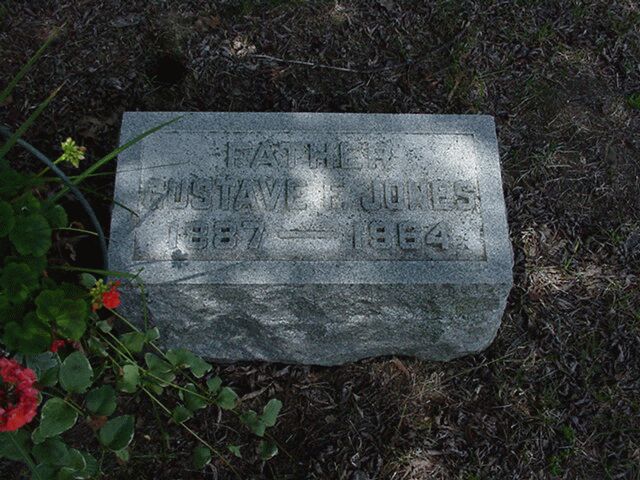 FATHER
GUSTAVE F. JONES
1887 — 1964